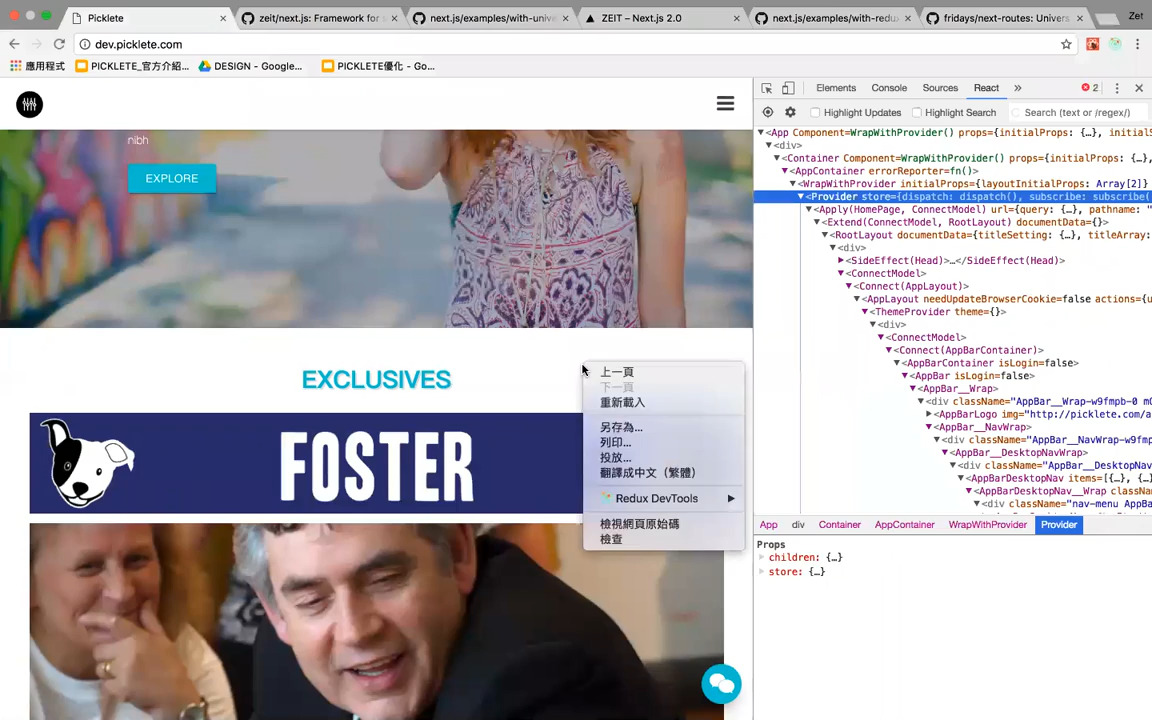 Picklete
zeit/next.js: Framework for s
next.js/examples/with-unive
ZEIT – Next.js 2.0
next.js/examples/with-redux
fridays/next-routes: Univers
Zet
dev.picklete.com
應用程式
PICKLETE_官方介紹...
DESIGN - Google...
PICKLETE優化 - Go...
nibh
EXPLORE
EXCLUSIVES
FOSTER
上一頁
下一頁
重新載入
另存為...
列印...
投放...
翻譯成中文（繁體）
Redux DevTools
檢視網頁原始碼
檢查
Elements
Console
Sources
React
»
2
Highlight Updates
Highlight Search
Search (text or /regex/)
<App Component=WrapWithProvider() props={initialProps: {…}, initialS
<div>
<Container Component=WrapWithProvider() props={initialProps: {…},
<AppContainer errorReporter=fn()>
<WrapWithProvider initialProps={layoutInitialProps: Array[2]}
<Provider store={dispatch: dispatch(), subscribe: subscribe(
<Apply(HomePage, ConnectModel) url={query: {…}, pathname: "
<Extend(ConnectModel, RootLayout) documentData={}>
<RootLayout documentData={titleSetting: {…}, titleArray:
<div>
<SideEffect(Head)>…</SideEffect(Head)>
<ConnectModel>
<Connect(AppLayout)>
<AppLayout needUpdateBrowserCookie=false actions={u
<ThemeProvider theme={}>
<div>
<ConnectModel>
<Connect(AppBarContainer)>
<AppBarContainer isLogin=false>
<AppBar isLogin=false>
<AppBar__Wrap>
<div className="AppBar__Wrap-w9fmpb-0 mO
<AppBarLogo img="http://picklete.com/a
<AppBar__NavWrap>
<div className="AppBar__NavWrap-w9fmp
<AppBar__DesktopNavWrap>
<div className="AppBar__DesktopNav
<AppBarDesktopNav items=[{…}, {…
<AppBarDesktopNav__Wrap classNa
<div className="nav-menu AppB
App
div
Container
AppContainer
WrapWithProvider
Provider
Props
children: {…}
store: {…}